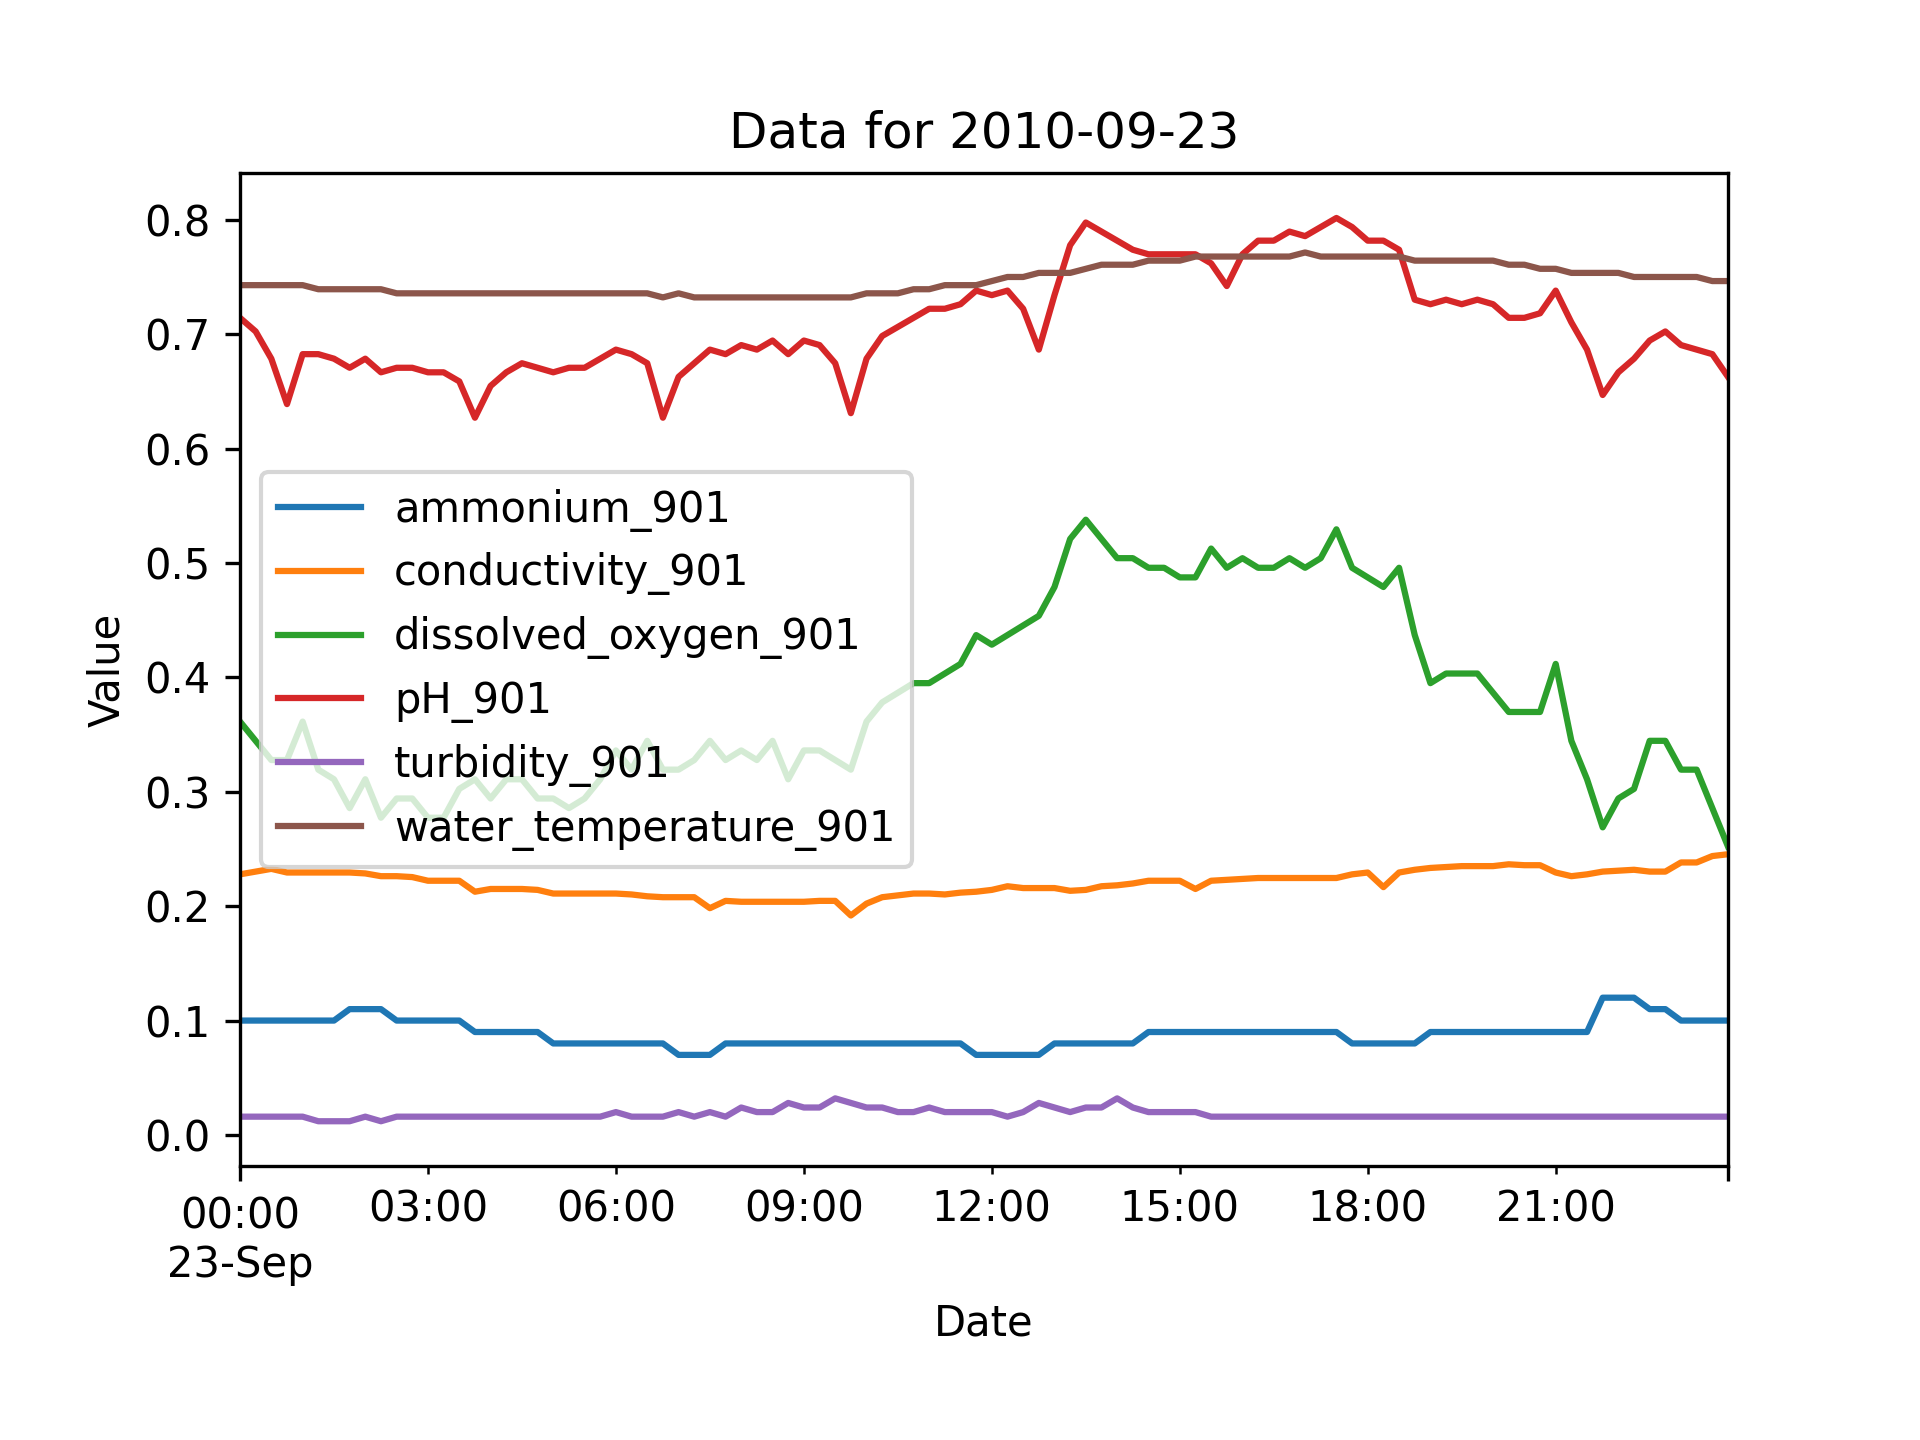 Data for 2010-09-23
Value
0.8
0.7
0.6
0.5
0.4
0.3
0.2
0.1
0.0
ammonium_901
conductivity_901
dissolved_oxygen_901
pH_901
turbidity_901
water_temperature_901
00:00 03:00 06:00 09:00 12:00 15:00 18:00 21:00
23-Sep
Date